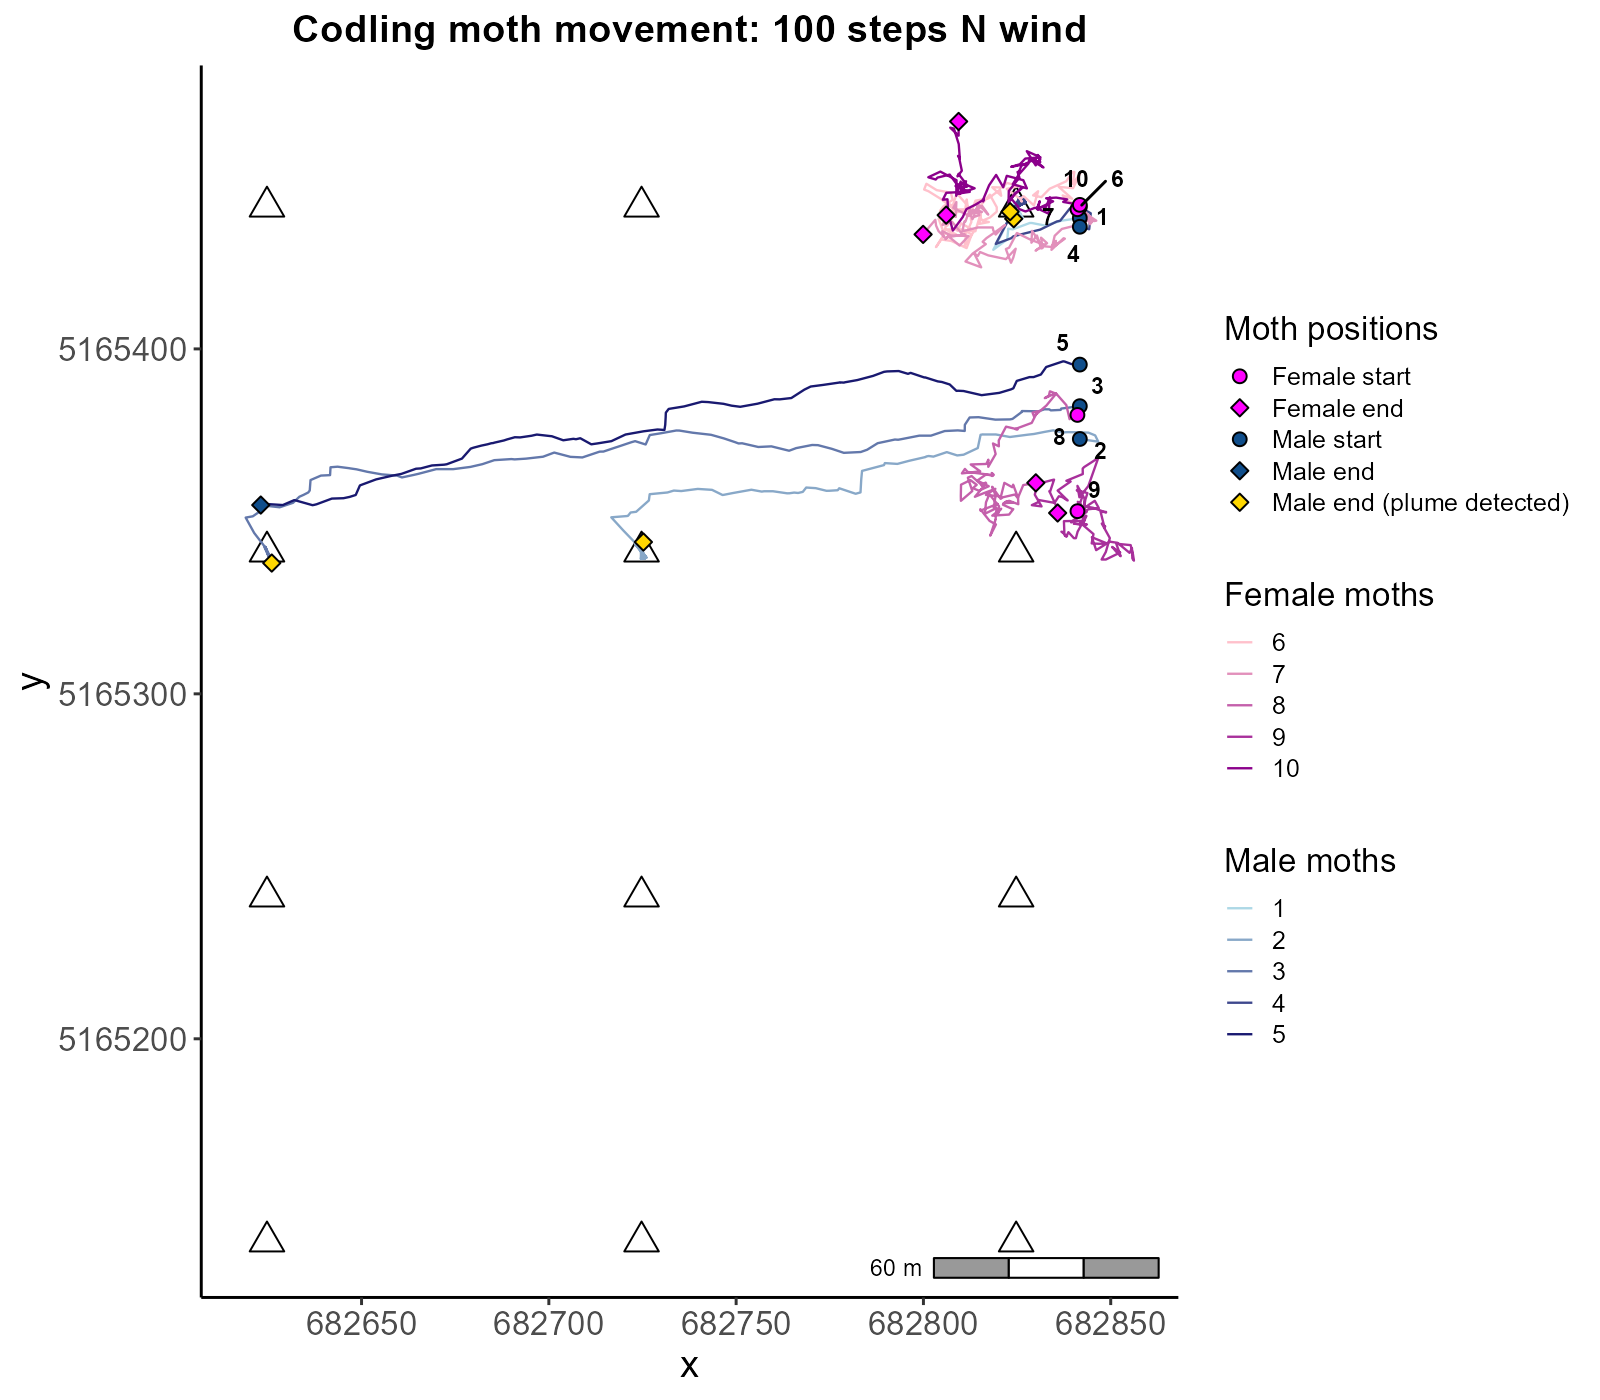 Codling moth movement: 100 steps N wind
10
6
7
1
4
5
3
8
2
9
5165400
5165300
5165200
y
60 m
682650
682700
682750
682800
682850
x
Moth positions
Female start
Female end
Male start
Male end
Male end (plume detected)
Female moths
6
7
8
9
10
Male moths
1
2
3
4
5